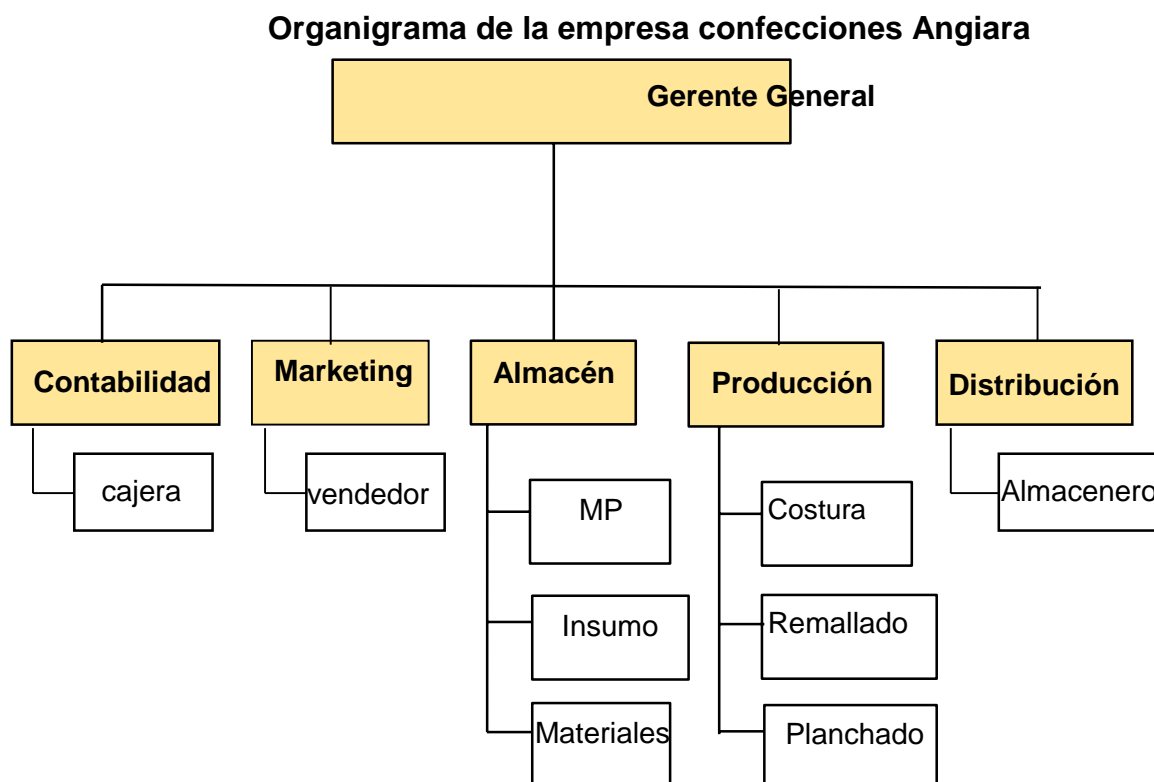 Organigrama de la empresa confecciones Angiara
Gerente General
Contabilidad
Marketing
Almacén
Producción
Distribución
cajera
vendedor
MP
Costura
Almacenero
Insumo
Remallado
Materiales
Planchado